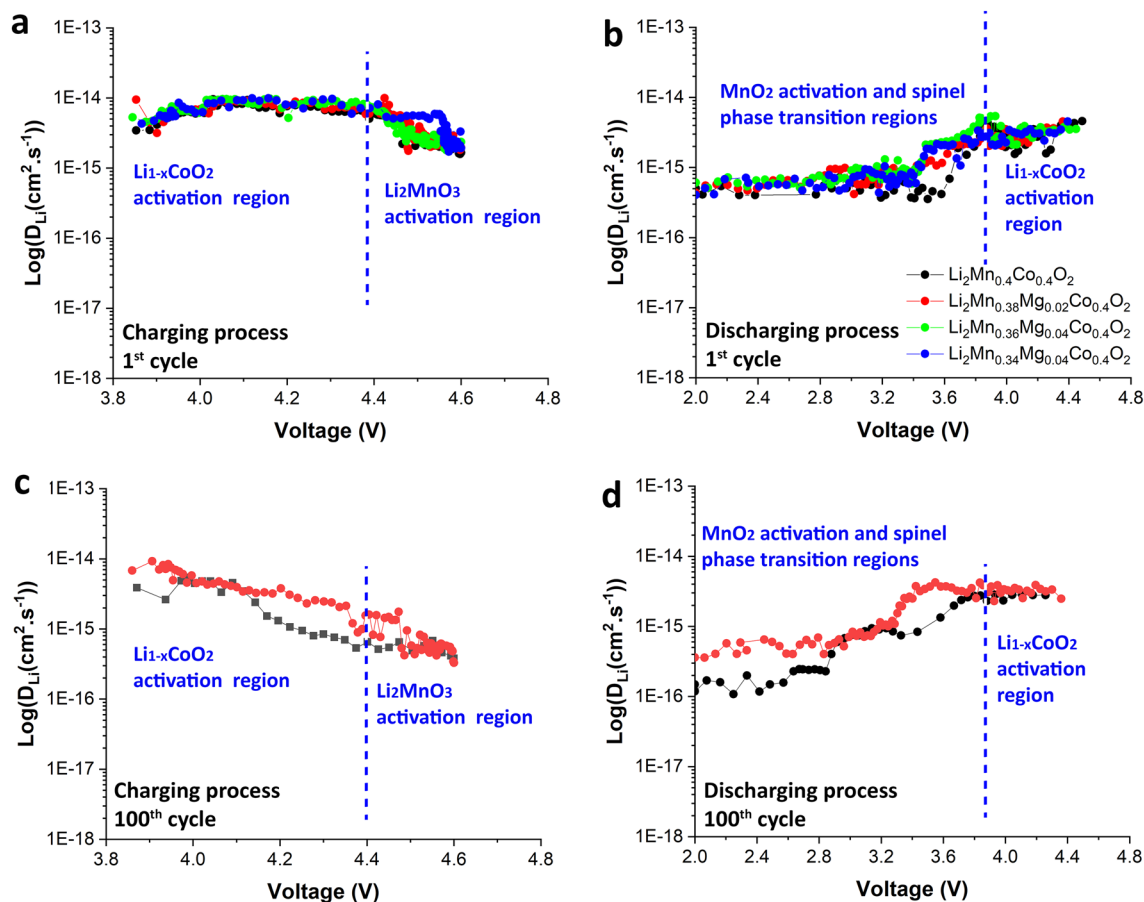 a
1E-13
1E-14
1E-15
1E-16
1E-17
1E-18
Log(D_Li(cm².s⁻¹))
Li₁₋ₓCoO₂
activation region
Li₂MnO₃
activation region
Charging process
1st cycle
3.8 4.0 4.2 4.4 4.6 4.8
Voltage (V)
b
1E-13
1E-14
1E-15
1E-16
1E-17
1E-18
Log(D_Li(cm².s⁻¹))
MnO₂ activation and spinel
phase transition regions
Li₁₋ₓCoO₂
activation
region
Li₂Mn₀.₄Co₀.₄O₂
Li₂Mn₀.₃₈Mg₀.₀₂Co₀.₄O₂
Li₂Mn₀.₃₆Mg₀.₀₄Co₀.₄O₂
Li₂Mn₀.₃₄Mg₀.₀₄Co₀.₄O₂
Discharging process
1st cycle
2.0 2.4 2.8 3.2 3.6 4.0 4.4 4.8
Voltage (V)
c
1E-13
1E-14
1E-15
1E-16
1E-17
1E-18
Log(D_Li(cm².s⁻¹))
Li₁₋ₓCoO₂
activation region
Li₂MnO₃
activation region
Charging process
100th cycle
3.8 4.0 4.2 4.4 4.6 4.8
Voltage (V)
d
1E-13
1E-14
1E-15
1E-16
1E-17
1E-18
Log(D_Li(cm².s⁻¹))
MnO₂ activation and spinel
phase transition regions
Li₁₋ₓCoO₂
activation
region
Discharging process
100th cycle
2.0 2.4 2.8 3.2 3.6 4.0 4.4 4.8
Voltage (V)